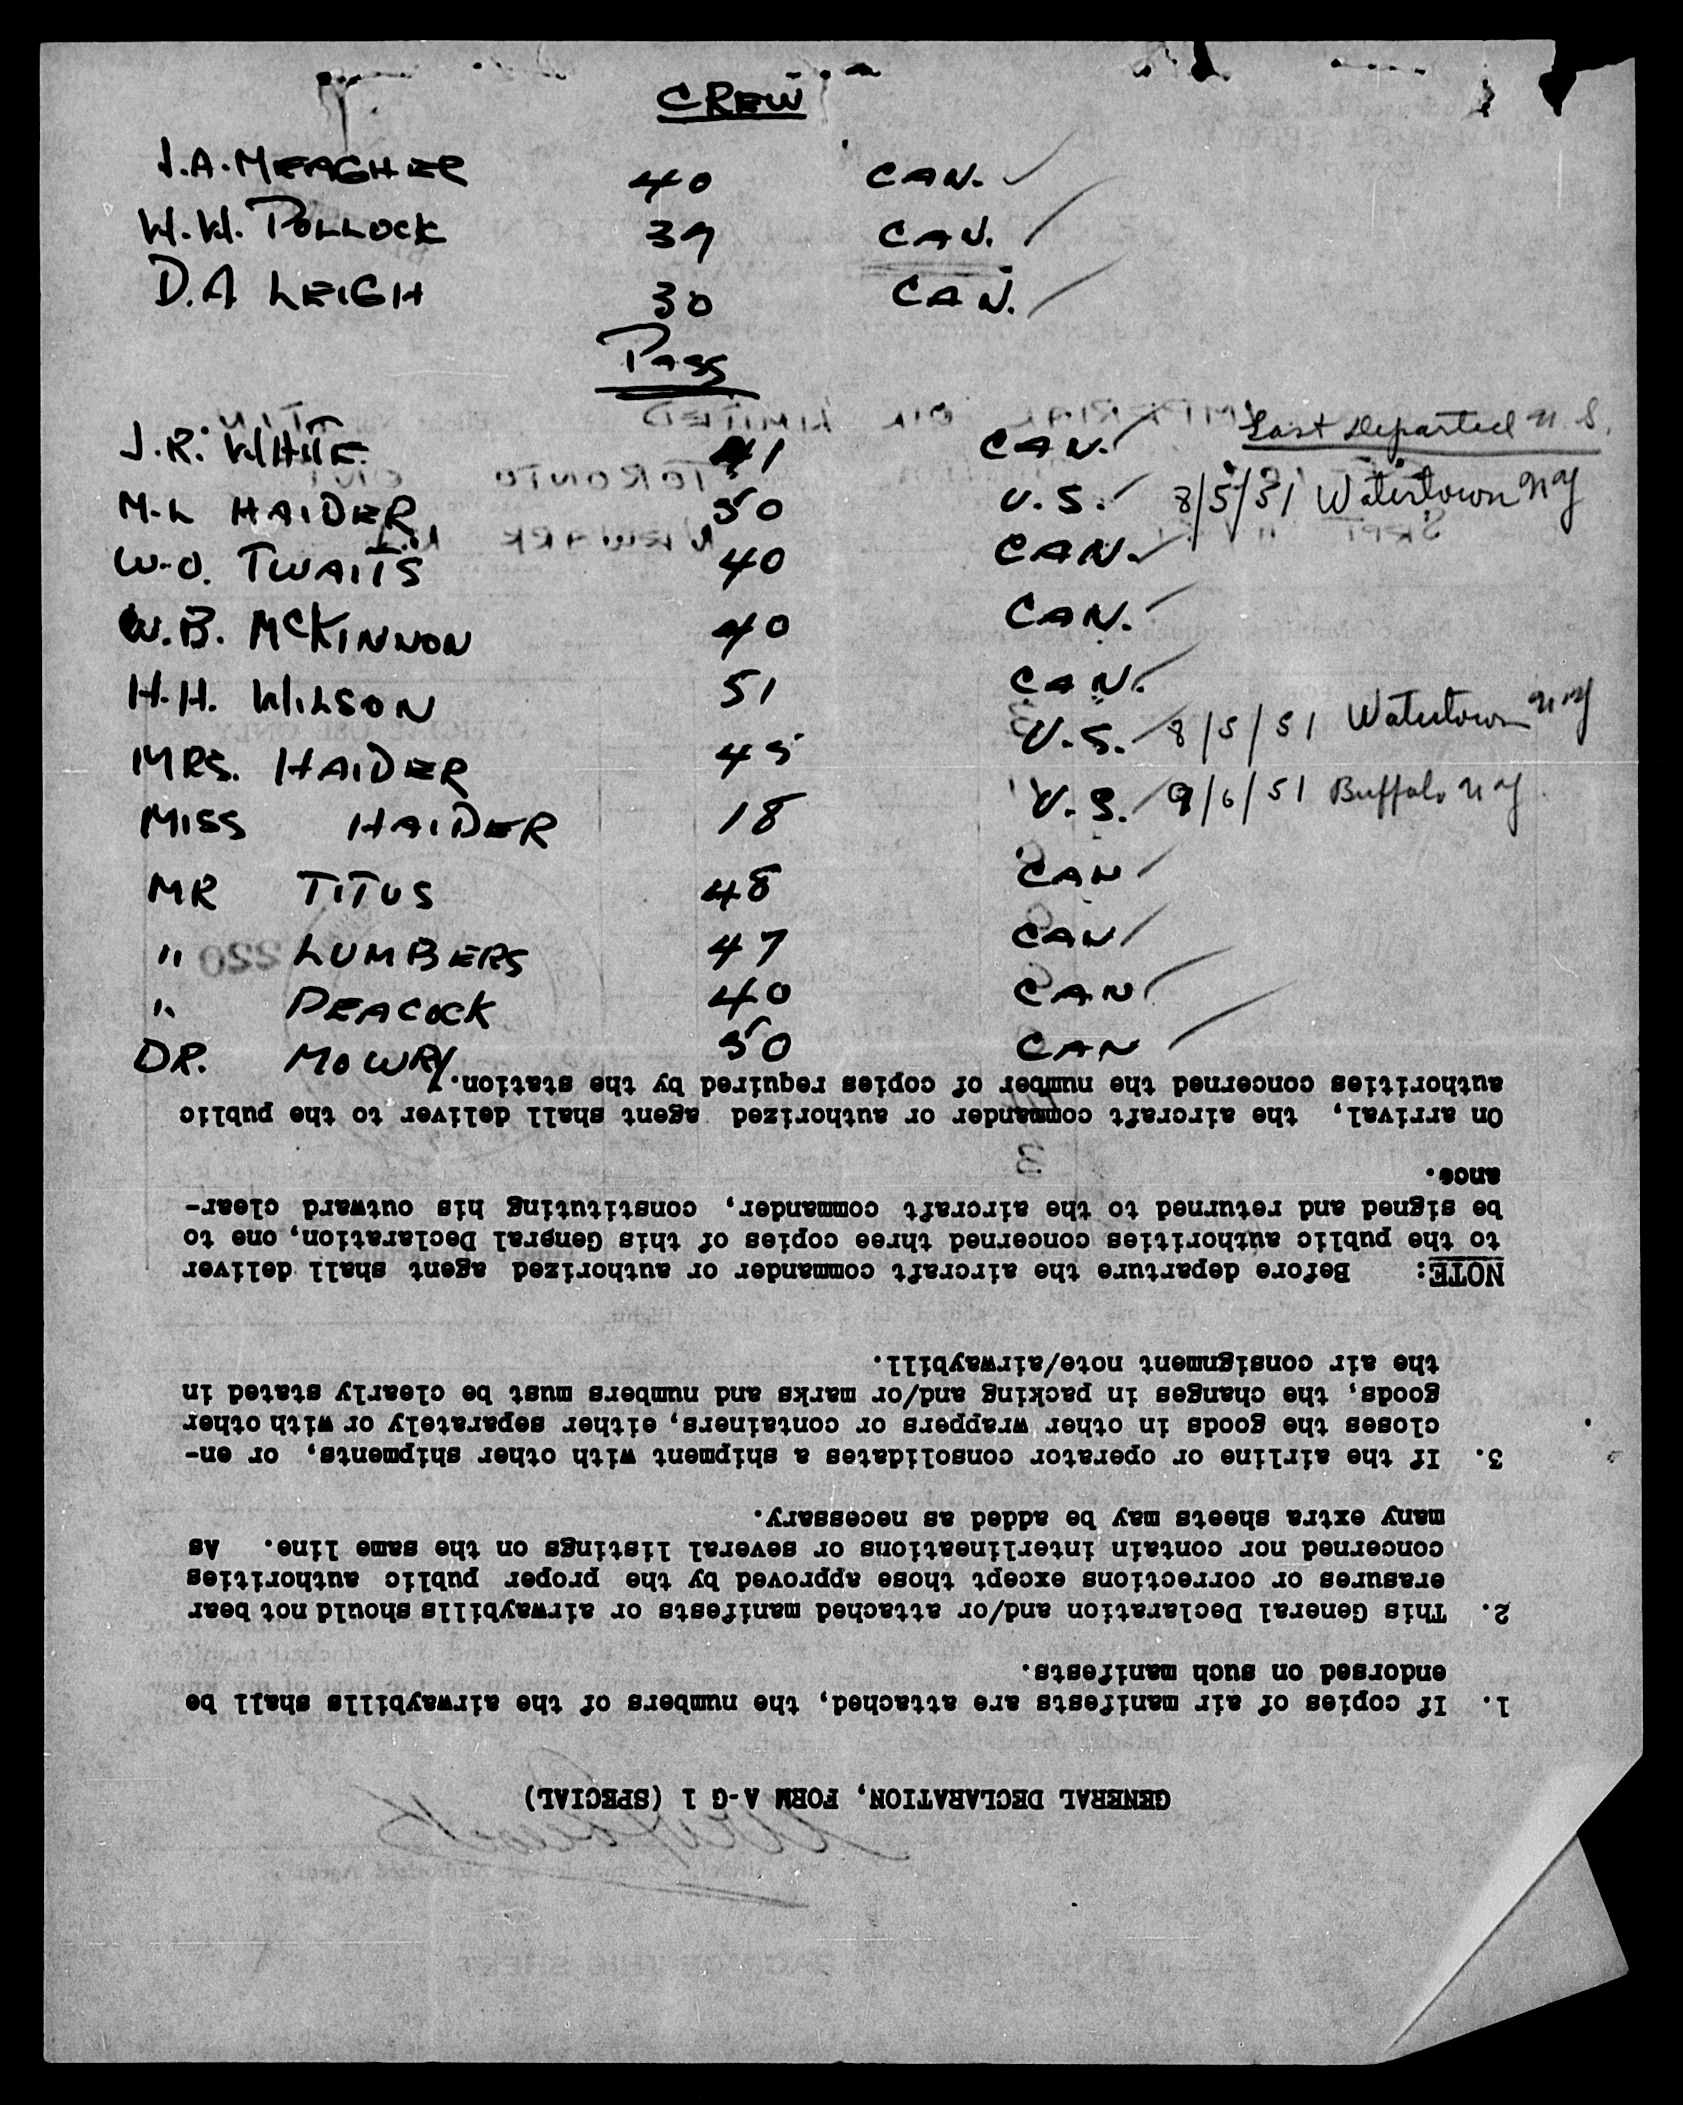 CREW
J.A. MEAGHER 40 CAN.
W.W. POLLOCK 39 CAN.
D.A LEIGH 30 CAN.
PASS
Last Departed U.S.
J.R. WHITE 41 CAN.
M.L HAIDER 50 U.S. 8/5/51 Watertown NY
W.O. TWAITS 40 CAN.
W.B. McKINNON 40 CAN.
H.H. WILSON 51 CAN.
MRS. HAIDER 45 U.S. 8/5/51 Watertown NY
MISS HAIDER 18 U.S. 9/6/51 Buffalo NY
MR TITUS 48 CAN
" LUMBERS 47 CAN
" PEACOCK 40 CAN
DR. MOWRY 50 CAN
GENERAL DECLARATION, FORM A-G 1 (SPECIAL)
1. If copies of air manifests are attached, the numbers of the airwaybills shall be
endorsed on such manifests.
2. This General Declaration and/or attached manifests or airwaybills should not bear
erasures or corrections except those approved by the proper public authorities
concerned nor contain interlineations or several listings on the same line. As
many extra sheets may be added as necessary.
3. If the airline or operator consolidates a shipment with other shipments, or en-
closes the goods in other wrappers or containers, either separately or with other
goods, the changes in packing and/or marks and numbers must be clearly stated in
the air consignment note/airwaybill.
NOTE: Before departure the aircraft commander or authorized agent shall deliver
to the public authorities concerned three copies of this General Declaration, one to
be signed and returned to the aircraft commander, constituting his outward clear-
ance.
On arrival, the aircraft commander or authorized agent shall deliver to the public
authorities concerned the number of copies required by the station.